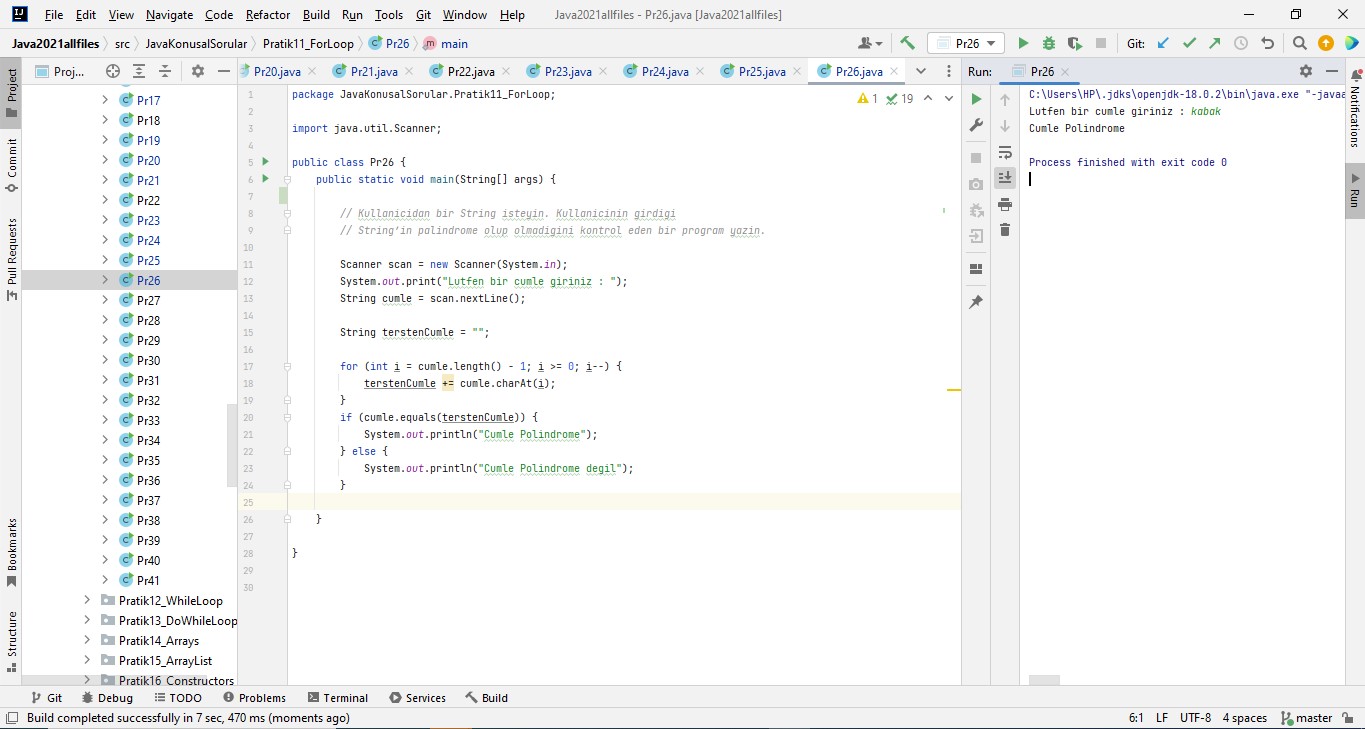 File Edit View Navigate Code Refactor Build Run Tools Git Window Help Java2021allfiles - Pr26.java [Java2021allfiles]
Java2021allfiles src JavaKonusalSorular Pratik11_ForLoop Pr26 main Pr26 Git:
Proj...
Pr20.java Pr21.java Pr22.java Pr23.java Pr24.java Pr25.java Pr26.java
Run: Pr26
Project
Commit
Pull Requests
Bookmarks
Structure
Pr17
Pr18
Pr19
Pr20
Pr21
Pr22
Pr23
Pr24
Pr25
Pr26
Pr27
Pr28
Pr29
Pr30
Pr31
Pr32
Pr33
Pr34
Pr35
Pr36
Pr37
Pr38
Pr39
Pr40
Pr41
Pratik12_WhileLoop
Pratik13_DoWhileLoop
Pratik14_Arrays
Pratik15_ArrayList
Pratik16_Constructors
1 package JavaKonusalSorular.Pratik11_ForLoop;
2
3 import java.util.Scanner;
4
5 public class Pr26 {
6 public static void main(String[] args) {
7
8 // Kullanicidan bir String isteyin. Kullanicinin girdigi
9 // String'in palindrome olup olmadigini kontrol eden bir program yazin.
10
11 Scanner scan = new Scanner(System.in);
12 System.out.print("Lutfen bir cumle giriniz : ");
13 String cumle = scan.nextLine();
14
15 String terstenCumle = "";
16
17 for (int i = cumle.length() - 1; i >= 0; i--) {
18 terstenCumle += cumle.charAt(i);
19 }
20 if (cumle.equals(terstenCumle)) {
21 System.out.println("Cumle Polindrome");
22 } else {
23 System.out.println("Cumle Polindrome degil");
24 }
25
26 }
27
28 }
29
30
1 19
C:\Users\HP\.jdks\openjdk-18.0.2\bin\java.exe "-javaa
Lutfen bir cumle giriniz : kabak
Cumle Polindrome
Process finished with exit code 0
Notifications
Run
Git Debug TODO Problems Terminal Services Build
Build completed successfully in 7 sec, 470 ms (moments ago) 6:1 LF UTF-8 4 spaces master